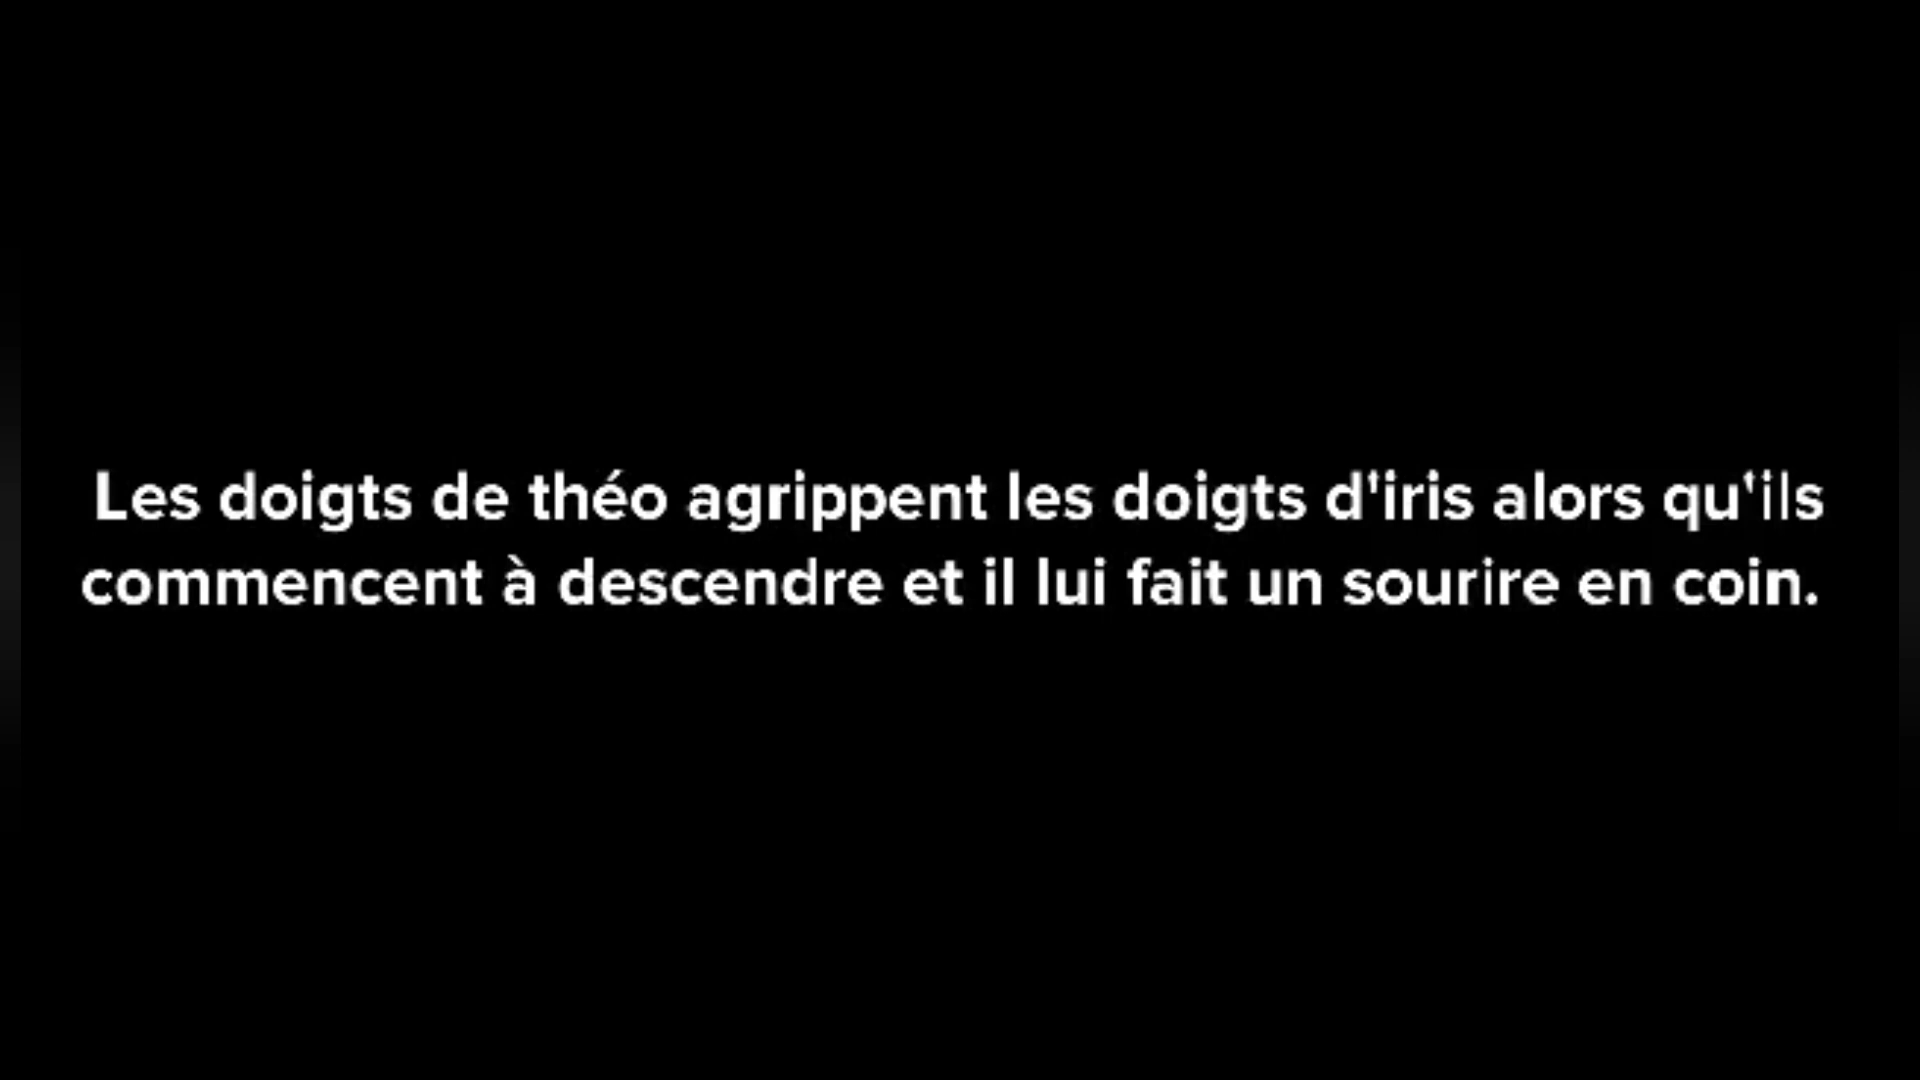 Les doigts de théo agrippent les doigts d'iris alors qu'ils
commencent à descendre et il lui fait un sourire en coin.